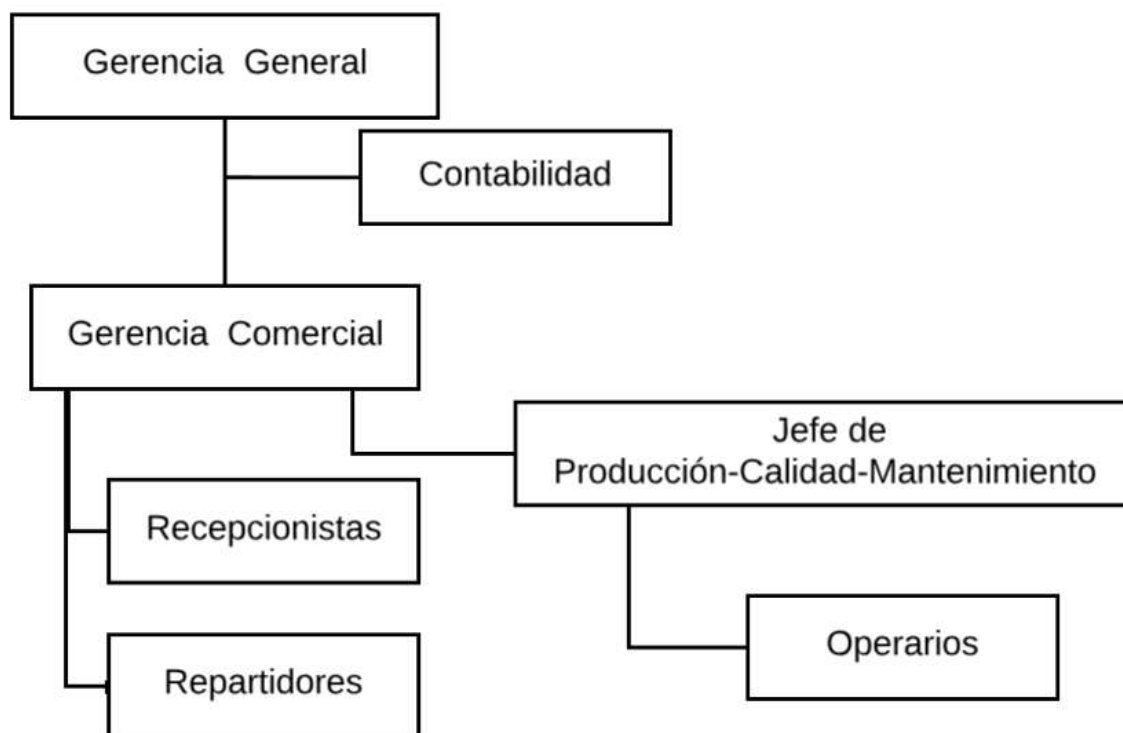 Gerencia General
Contabilidad
Gerencia Comercial
Jefe de
Producción-Calidad-Mantenimiento
Recepcionistas
Operarios
Repartidores